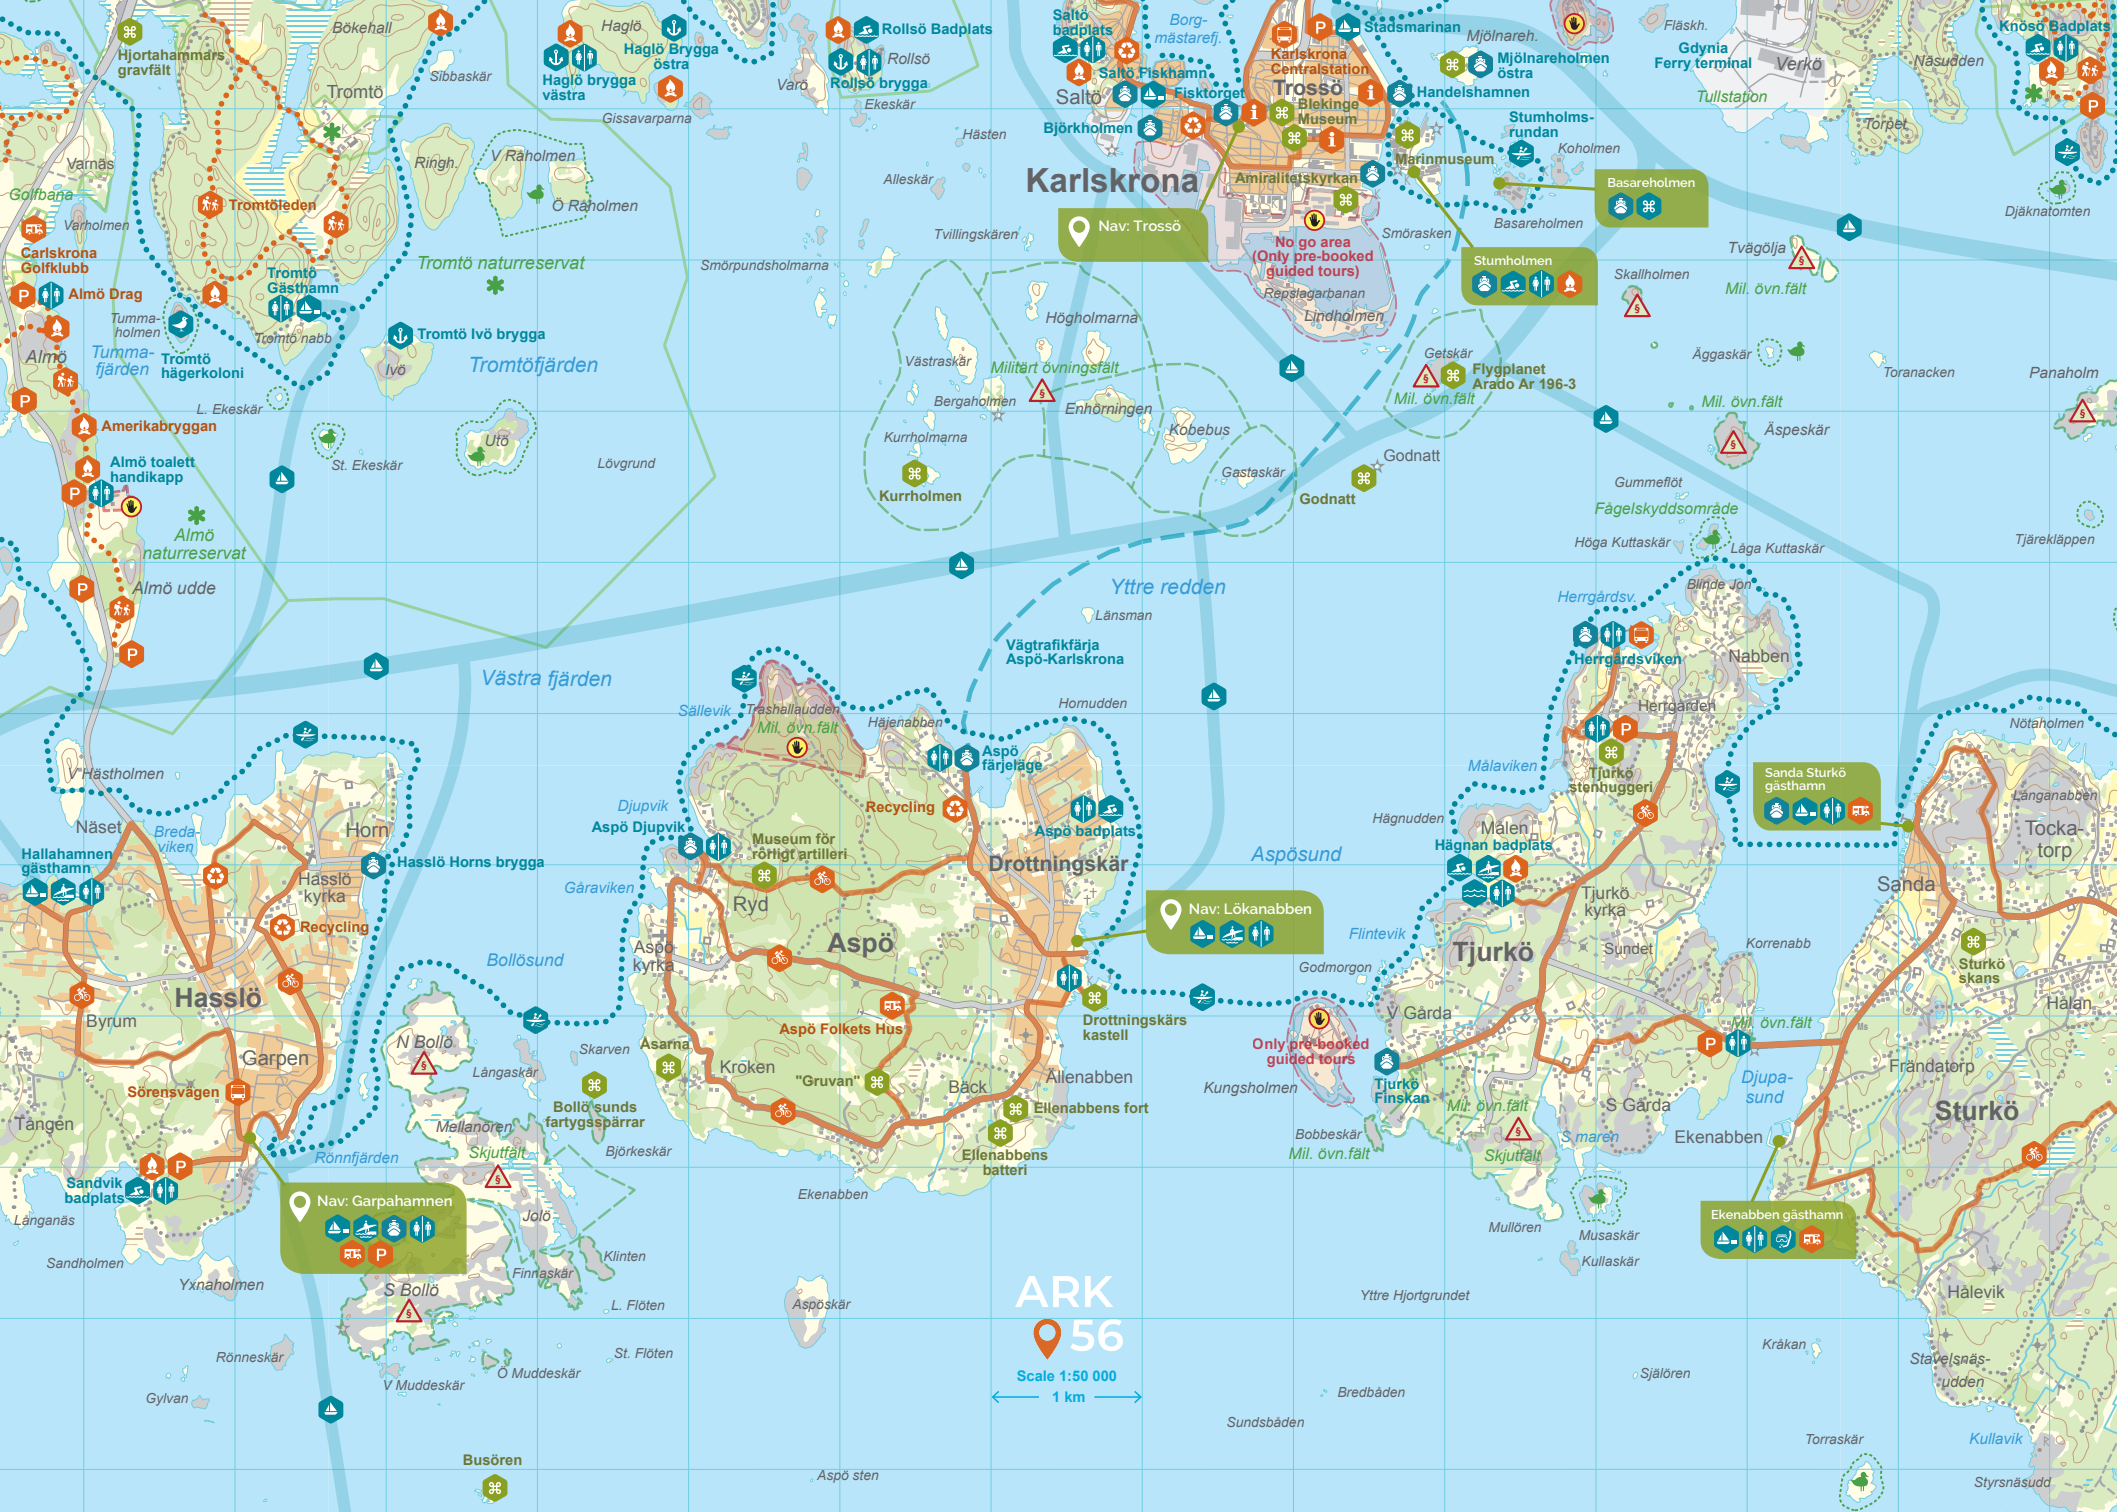 Hjortahammars
gravfält
Bökehall
Sibbaskär
Tromtö
Varnäs
Golfbana
Varholmen
Tromtöleden
Carlskrona
Golfklubb
Almö Drag
Ringh.
V Råholmen
Ö Råholmen
Haglö
Haglö Brygga
östra
Haglö brygga
västra
Gissavarparna
Varö
Rollsö Badplats
Rollsö
Rollsö brygga
Ekeskär
Hästen
Alleskär
Tvillingskären
Smörpundsholmarna
Saltö
badplats
Borg-
mästarefj.
Saltö Fiskhamn
Saltö
Björkholmen
Fisktorget
Karlskrona
Centralstation
Trossö
Blekinge
Museum
Stadsmarinan
Mjölnareh.
Mjölnareholmen
östra
Handelshamnen
Stumholms-
rundan
Koholmen
Marinmuseum
Amiralitetskyrkan
Karlskrona
Nav: Trossö
No go area
(Only pre-booked
guided tours)
Repslagarbanan
Lindholmen
Smörasken
Basareholmen
Basareholmen
Stumholmen
Fläskh.
Gdynia
Ferry terminal
Verkö
Tullstation
Näsudden
Torpet
Knösö Badplats
Djäknatomten
Tvägölja
Mil. övn.fält
Skallholmen
Äggaskär
Toranacken
Panaholm
Mil. övn.fält
Äspeskär
Gummeflöt
Fågelskyddsområde
Höga Kuttaskär
Låga Kuttaskär
Tjärekläppen
Tromtö
Gästhamn
Tromtö nabb
Tumma-
holmen
Tromtö
hägerkoloni
Tumma-
fjärden
Almö
L. Ekeskär
St. Ekeskär
Tromtö naturreservat
Tromtö Ivö brygga
Ivö
Tromtöfjärden
Utö
Lövgrund
Amerikabryggan
Almö toalett
handikapp
Almö
naturreservat
Almö udde
Högholmarna
Västraskär
Militärt övningsfält
Bergaholmen
Enhörningen
Kurrholmarna
Kurrholmen
Kobebus
Gastaskär
Godnatt
Godnatt
Getskär
Flygplanet
Arado Ar 196-3
Mil. övn.fält
Yttre redden
Länsman
Vägtrafikfärja
Aspö-Karlskrona
Västra fjärden
Hornudden
Sällevik
Trashallaudden
Mil. övn.fält
Häjenabben
Aspö
färjeläge
Recycling
Aspö badplats
Drottningskär
Djupvik
Aspö Djupvik
Museum för
rörligt artilleri
Gåraviken
Ryd
Aspö
kyrka
Aspö
Aspö Folkets Hus
Asarna
Kroken
"Gruvan"
Bäck
Ällenabben
Ellenabbens fort
Ellenabbens
batteri
Ekenabben
Drottningskärs
kastell
Nav: Lökanabben
Aspösund
V Hästholmen
Näset
Breda-
viken
Horn
Hallahamnen
gästhamn
Hasslö Horns brygga
Hasslö
kyrka
Recycling
Hasslö
Byrum
Garpen
Sörensvägen
Tången
Sandvik
badplats
Långanäs
Sandholmen
Yxnaholmen
Rönnfjärden
Nav: Garpahamnen
Bollösund
N Bollö
Långaskär
Skarven
Bollö sunds
fartygsspärrar
Mellanören
Skjutfält
Björkeskär
Jolö
Klinten
Finnaskär
S Bollö
L. Flöten
St. Flöten
Ö Muddeskär
V Muddeskär
Rönneskär
Gylvan
Busören
Aspöskär
Aspö sten
ARK
56
Scale 1:50 000
1 km
Herrgårdsv.
Blinde Jon
Herrgårdsviken
Nabben
Herrgården
Målaviken
Tjurkö
stenhuggeri
Hägnudden
Målen
Hägnan badplats
Tjurkö
kyrka
Sundet
Flintevik
Godmorgon
Tjurkö
Korrenabb
V Gårda
Only pre-booked
guided tours
Kungsholmen
Tjurkö
Finskan
Mil. övn.fält
Mil. övn.fält
Skjutfält
Bobbeskär
Mil. övn.fält
S Gårda
S maren
Djupa-
sund
Mullören
Musaskär
Kullaskär
Yttre Hjortgrundet
Bredbåden
Sundsbåden
Själören
Kråkan
Torraskär
Sanda Sturkö
gästhamn
Nötaholmen
Långanabben
Tocka-
torp
Sanda
Sturkö
skans
Hålan
Ms
Frändatorp
Sturkö
Ekenabben
Ekenabben gästhamn
Hålevik
Stavelsnäs-
udden
Kullavik
Styrsnäsudd